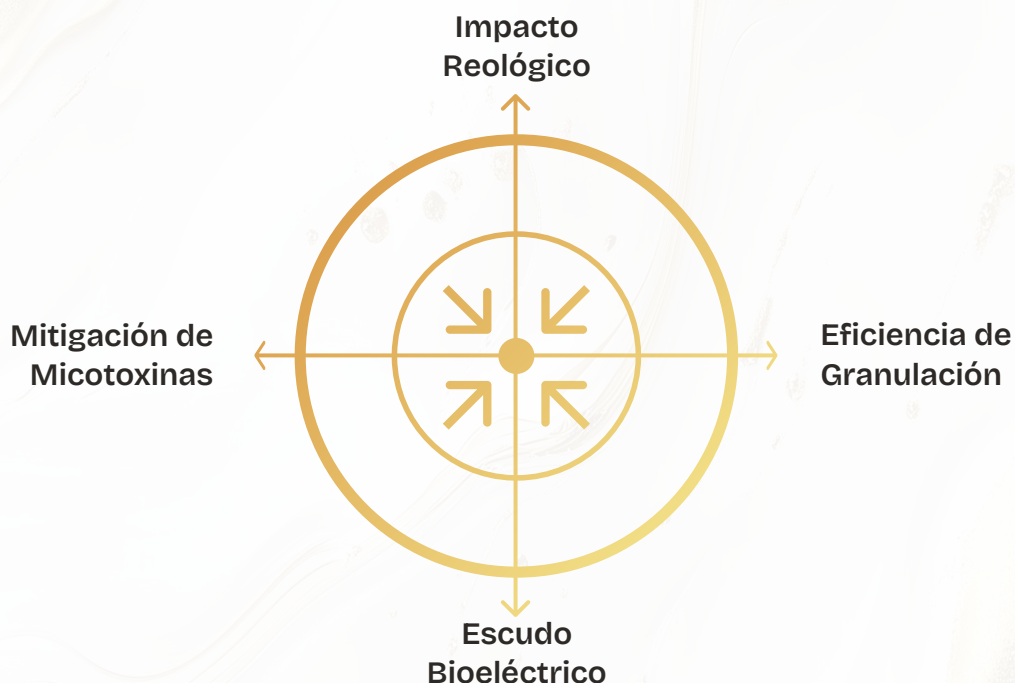 Impacto
Reológico
Mitigación de
Micotoxinas
Eficiencia de
Granulación
Escudo
Bioeléctrico